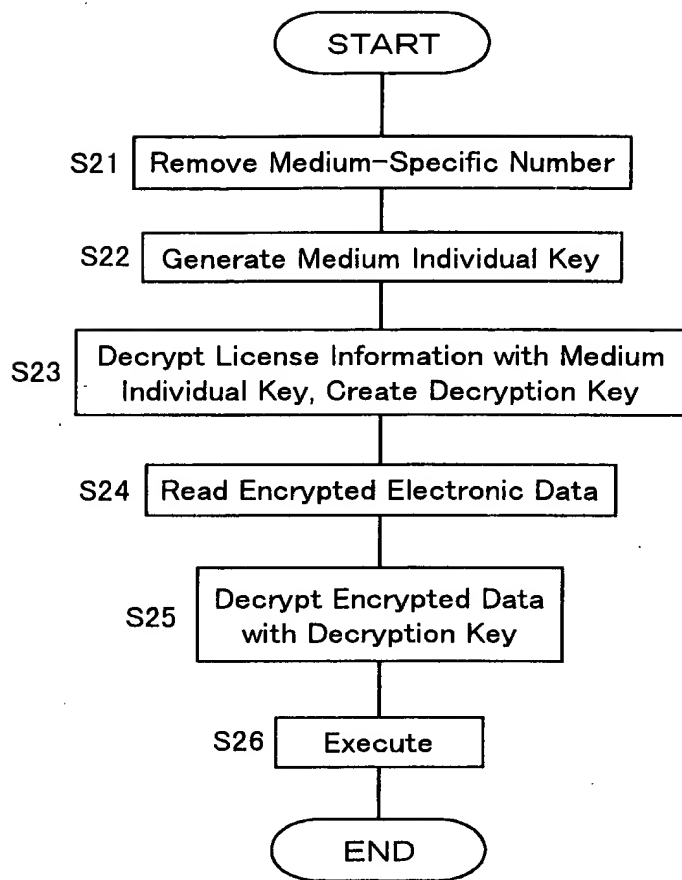 START
S21 Remove Medium-Specific Number
S22 Generate Medium Individual Key
S23 Decrypt License Information with Medium
Individual Key, Create Decryption Key
S24 Read Encrypted Electronic Data
S25 Decrypt Encrypted Data
with Decryption Key
S26 Execute
END